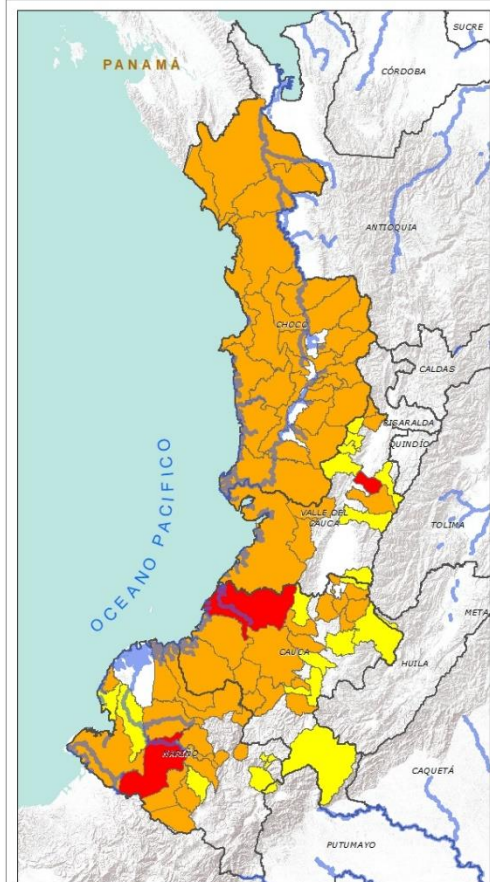 SUCRE
PANAMÁ
CÓRDOBA
ANTIOQUIA
CHOCÓ
CALDAS
RISARALDA
QUINDÍO
VALLE DEL
CAUCA
TOLIMA
OCEANO PACIFICO
META
CAUCA
HUILA
NARIÑO
CAQUETÁ
PUTUMAYO